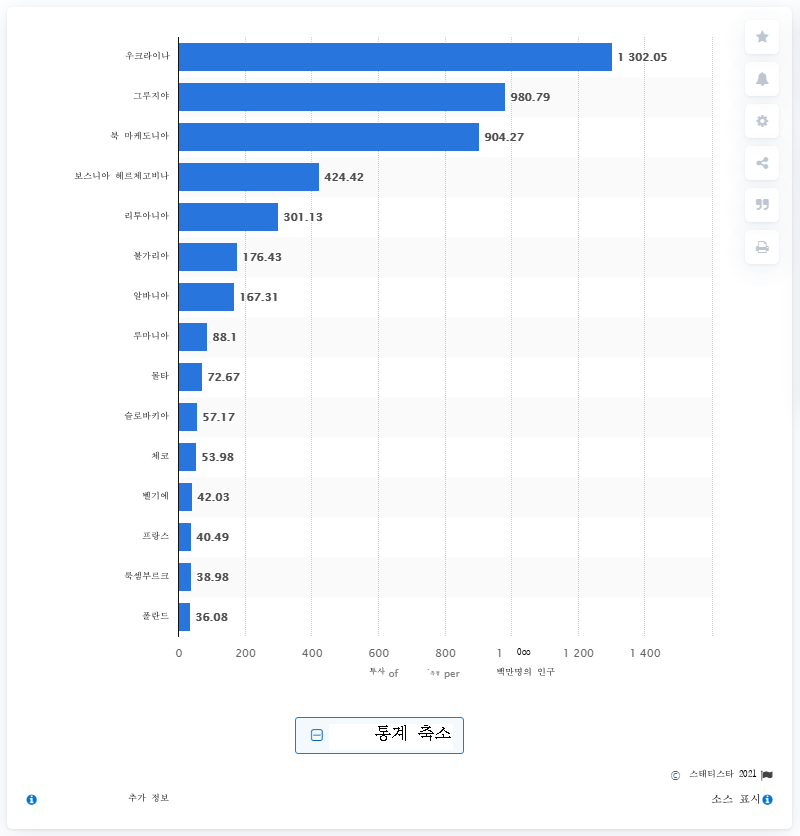 우크라이나 1 302.05
그루지야 980.79
북 마케도니아 904.27
보스니아 헤르체고비나 424.42
리투아니아 301.13
불가리아 176.43
알바니아 167.31
루마니아 88.1
몰타 72.67
슬로바키아 57.17
체코 53.98
벨기에 42.03
프랑스 40.49
룩셈부르크 38.98
폴란드 36.08
0 200 400 600 800 1 1 200 1 400
투사 of per 백만명의 인구
통계 축소
© 스태티스타 2021
추가 정보 소스 표시